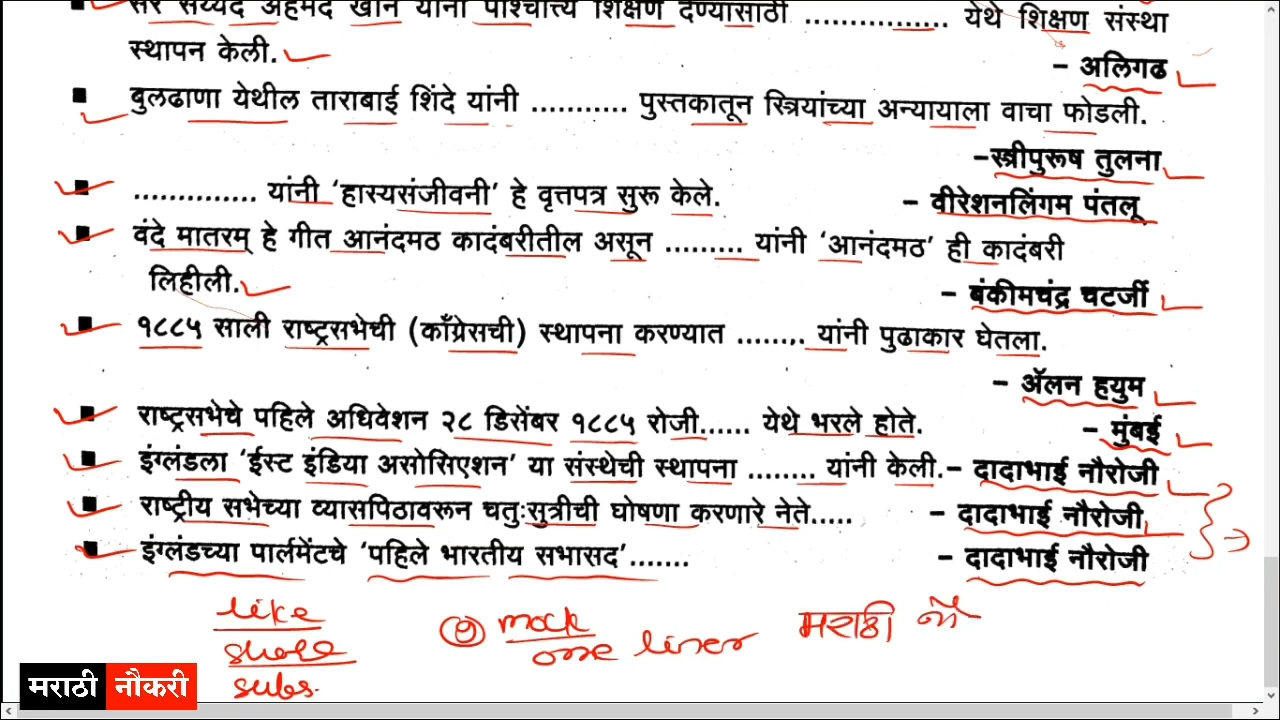 सर सय्यद अहमद खान यांनी पाश्चात्त्य शिक्षण देण्यासाठी ................ येथे शिक्षण संस्था
स्थापन केली.
– अलिगढ
■ बुलढाणा येथील ताराबाई शिंदे यांनी ........... पुस्तकातून स्त्रियांच्या अन्यायाला वाचा फोडली.
–स्त्रीपुरूष तुलना
■ .............. यांनी ‘हास्यसंजीवनी’ हे वृत्तपत्र सुरू केले. – वीरेशनलिंगम पंतलू
■ वंदे मातरम् हे गीत आनंदमठ कादंबरीतील असून ......... यांनी ‘आनंदमठ’ ही कादंबरी
लिहीली.
– बंकीमचंद्र चटर्जी
■ १८८५ साली राष्ट्रसभेची (काँग्रेसची) स्थापना करण्यात ........ यांनी पुढाकार घेतला.
– ॲलन हयुम
■ राष्ट्रसभेचे पहिले अधिवेशन २८ डिसेंबर १८८५ रोजी...... येथे भरले होते. – मुंबई
■ इंग्लंडला ‘ईस्ट इंडिया असोसिएशन’ या संस्थेची स्थापना ........ यांनी केली.– दादाभाई नौरोजी
■ राष्ट्रीय सभेच्या व्यासपिठावरून चतुःसुत्रीची घोषणा करणारे नेते..... – दादाभाई नौरोजी
■ इंग्लंडच्या पार्लमेंटचे ‘पहिले भारतीय सभासद’....... – दादाभाई नौरोजी
like
share
subs.
mock
one liner
मराठी नौ
मराठी नौकरी